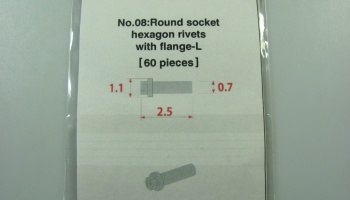 No.08:Round socket
hexagon rivets
with flange-L
[60 pieces]
1.1
0.7
2.5